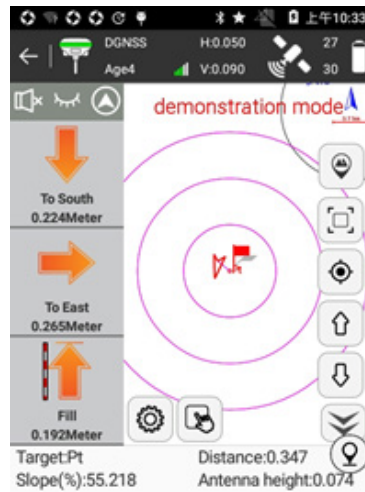 上午10:33
DGNSS H:0.050 27
Age4 V:0.090 30
demonstration mode
To South
0.224Meter
To East
0.265Meter
Fill
0.192Meter
Target:Pt Distance:0.347
Slope(%):55.218 Antenna height:0.074